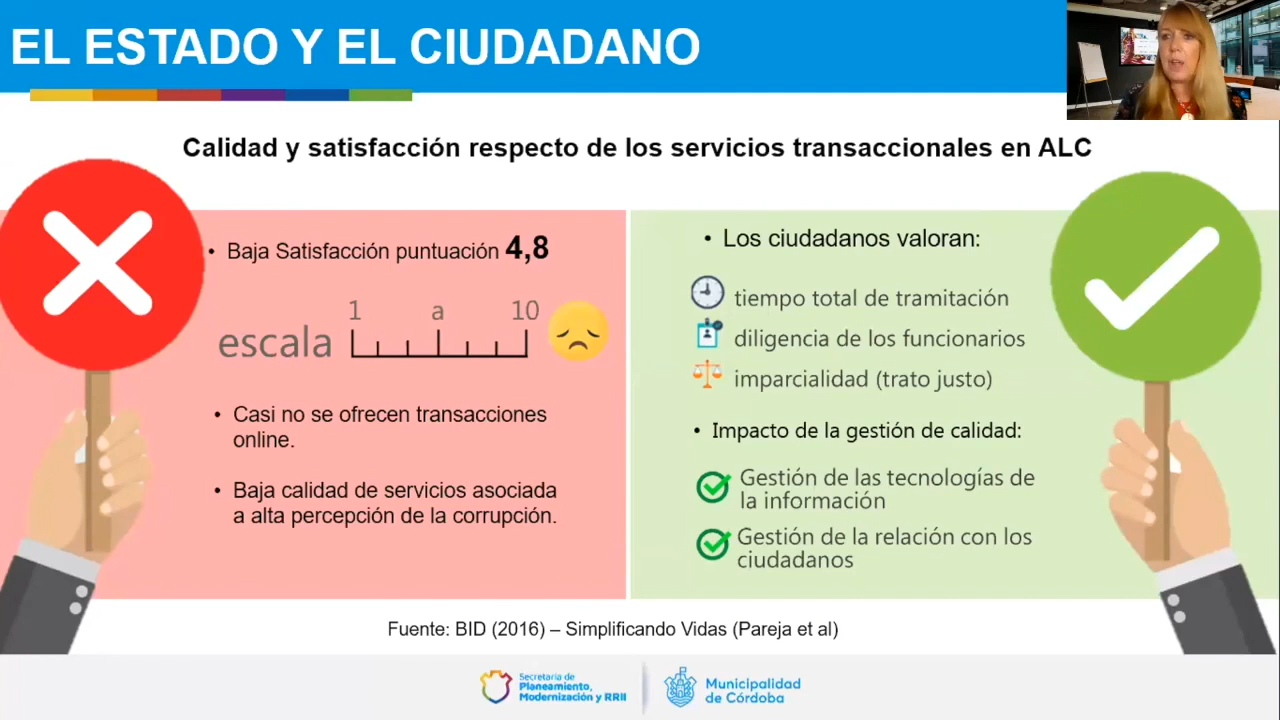 EL ESTADO Y EL CIUDADANO
Calidad y satisfacción respecto de los servicios transaccionales en ALC
• Baja Satisfacción puntuación 4,8
1 a 10
escala
• Casi no se ofrecen transacciones
online.
• Baja calidad de servicios asociada
a alta percepción de la corrupción.
• Los ciudadanos valoran:
tiempo total de tramitación
diligencia de los funcionarios
imparcialidad (trato justo)
• Impacto de la gestión de calidad:
Gestión de las tecnologías de
la información
Gestión de la relación con los
ciudadanos
Fuente: BID (2016) – Simplificando Vidas (Pareja et al)
Secretaría de
Planeamiento,
Modernización y RRII
Municipalidad
de Córdoba